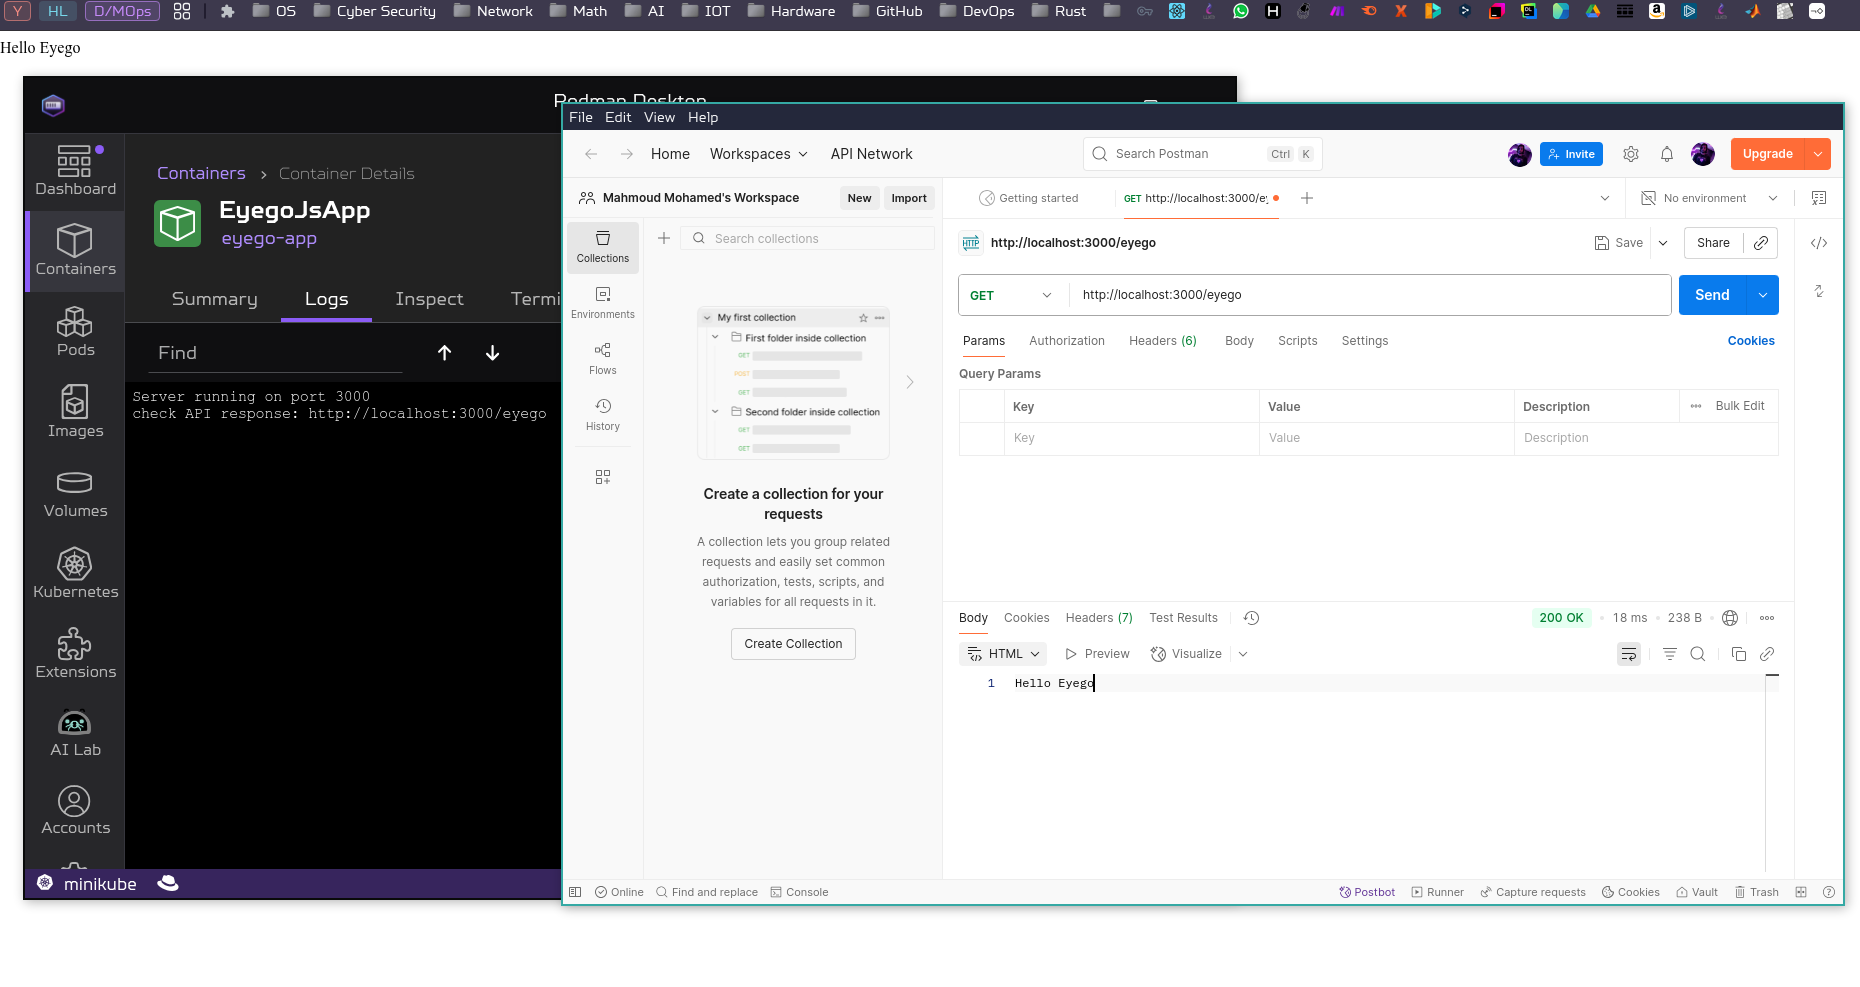 Y HL D/MOps OS Cyber Security Network Math AI IOT Hardware GitHub DevOps Rust
Hello Eyego
Podman Desktop
Dashboard
Containers
Pods
Images
Volumes
Kubernetes
Extensions
AI Lab
Accounts
Containers > Container Details
EyegoJsApp
eyego-app
Summary Logs Inspect Termi
Find
Server running on port 3000
check API response: http://localhost:3000/eyego
minikube
File Edit View Help
Home Workspaces API Network
Search Postman Ctrl K
Invite
Upgrade
Mahmoud Mohamed's Workspace New Import
Getting started GET http://localhost:3000/ey No environment
Collections
Environments
Flows
History
Search collections
My first collection
First folder inside collection
GET
POST
GET
Second folder inside collection
GET
GET
Create a collection for your
requests
A collection lets you group related
requests and easily set common
authorization, tests, scripts, and
variables for all requests in it.
Create Collection
HTTP http://localhost:3000/eyego Save Share
GET http://localhost:3000/eyego Send
Params Authorization Headers (6) Body Scripts Settings Cookies
Query Params
Key Value Description Bulk Edit
Key Value Description
Body Cookies Headers (7) Test Results 200 OK 18 ms 238 B
HTML Preview Visualize
1 Hello Eyego
Online Find and replace Console Postbot Runner Capture requests Cookies Vault Trash